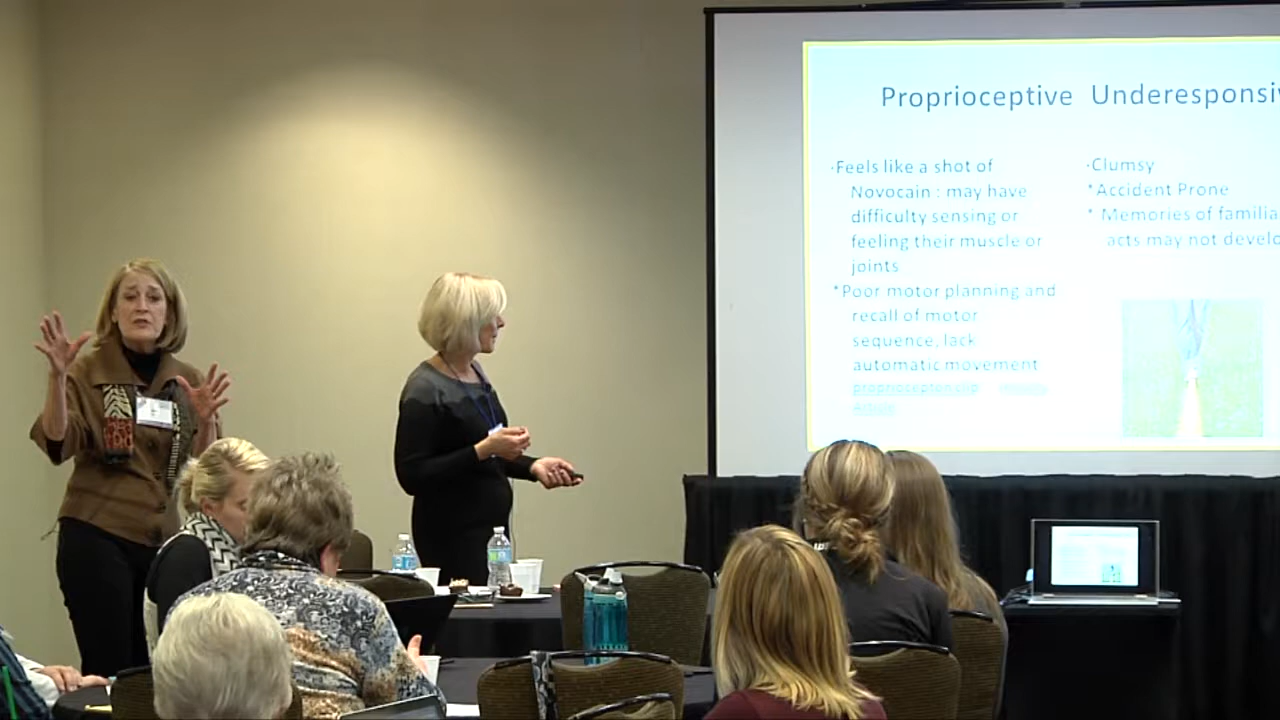 Proprioceptive Underesponsi
·Feels like a shot of
Novocain : may have
difficulty sensing or
feeling their muscle or
joints
*Poor motor planning and
recall of motor
sequence, lack
automatic movement
·Clumsy
*Accident Prone
* Memories of familia
acts may not develo